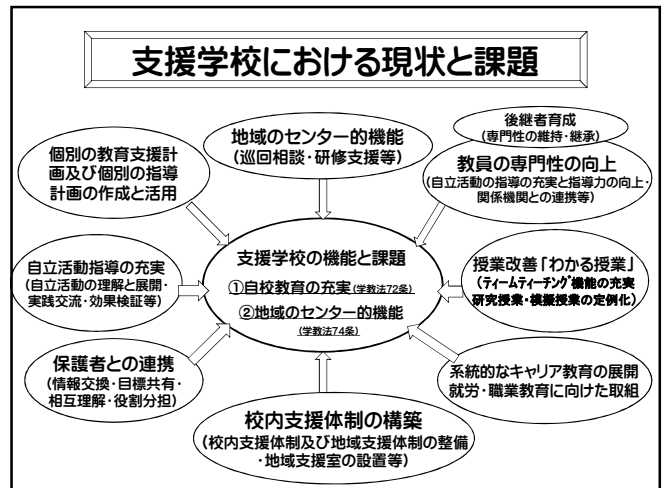 支援学校における現状と課題
後継者育成
(専門性の維持・継承)
地域のセンター的機能
(巡回相談・研修支援等)
個別の教育支援計
画及び個別の指導
計画の作成と活用
教員の専門性の向上
(自立活動の指導の充実と指導力の向上・
関係機関との連携等)
支援学校の機能と課題
①自校教育の充実(学教法72条)
②地域のセンター的機能
(学教法74条)
自立活動指導の充実
(自立活動の理解と展開・
実践交流・効果検証等)
授業改善「わかる授業」
(ティームティーチング機能の充実
研究授業・模擬授業の定例化)
保護者との連携
(情報交換・目標共有・
相互理解・役割分担)
系統的なキャリア教育の展開
就労・職業教育に向けた取組
校内支援体制の構築
(校内支援体制及び地域支援体制の整備
・地域支援室の設置等)